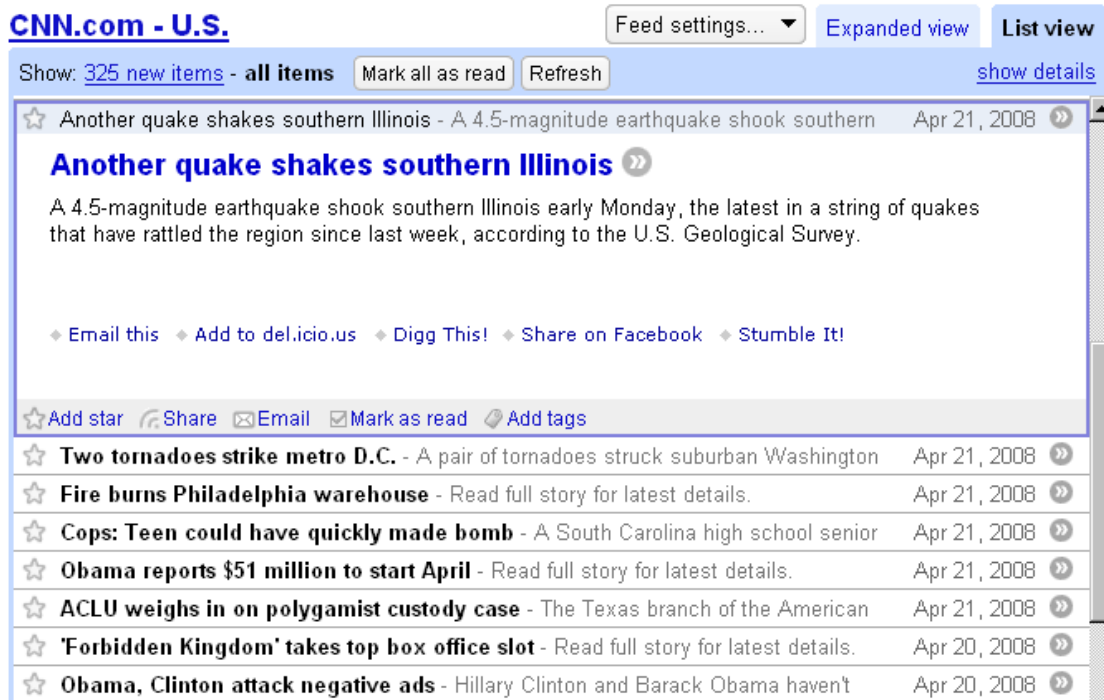 CNN.com - U.S.
Feed settings...
Expanded view
List view
Show: 325 new items - all items
Mark all as read
Refresh
show details
Another quake shakes southern Illinois - A 4.5-magnitude earthquake shook southern Apr 21, 2008
Another quake shakes southern Illinois
A 4.5-magnitude earthquake shook southern Illinois early Monday, the latest in a string of quakes
that have rattled the region since last week, according to the U.S. Geological Survey.
Email this Add to del.icio.us Digg This! Share on Facebook Stumble It!
Add star Share Email Mark as read Add tags
Two tornadoes strike metro D.C. - A pair of tornadoes struck suburban Washington Apr 21, 2008
Fire burns Philadelphia warehouse - Read full story for latest details. Apr 21, 2008
Cops: Teen could have quickly made bomb - A South Carolina high school senior Apr 21, 2008
Obama reports $51 million to start April - Read full story for latest details. Apr 21, 2008
ACLU weighs in on polygamist custody case - The Texas branch of the American Apr 21, 2008
'Forbidden Kingdom' takes top box office slot - Read full story for latest details. Apr 20, 2008
Obama, Clinton attack negative ads - Hillary Clinton and Barack Obama haven't Apr 20, 2008